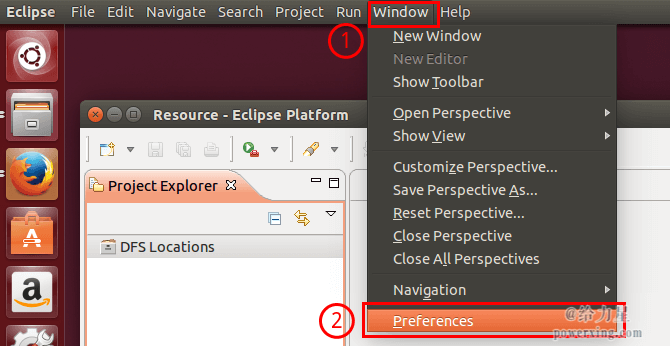 Eclipse File Edit Navigate Search Project Run Window Help
1
New Window
New Editor
Show Toolbar
Resource - Eclipse Platform
Open Perspective
Show View
Project Explorer
Customize Perspective...
Save Perspective As...
Reset Perspective...
Close Perspective
Close All Perspectives
DFS Locations
Navigation
2
Preferences
@给力星
powerxing.com